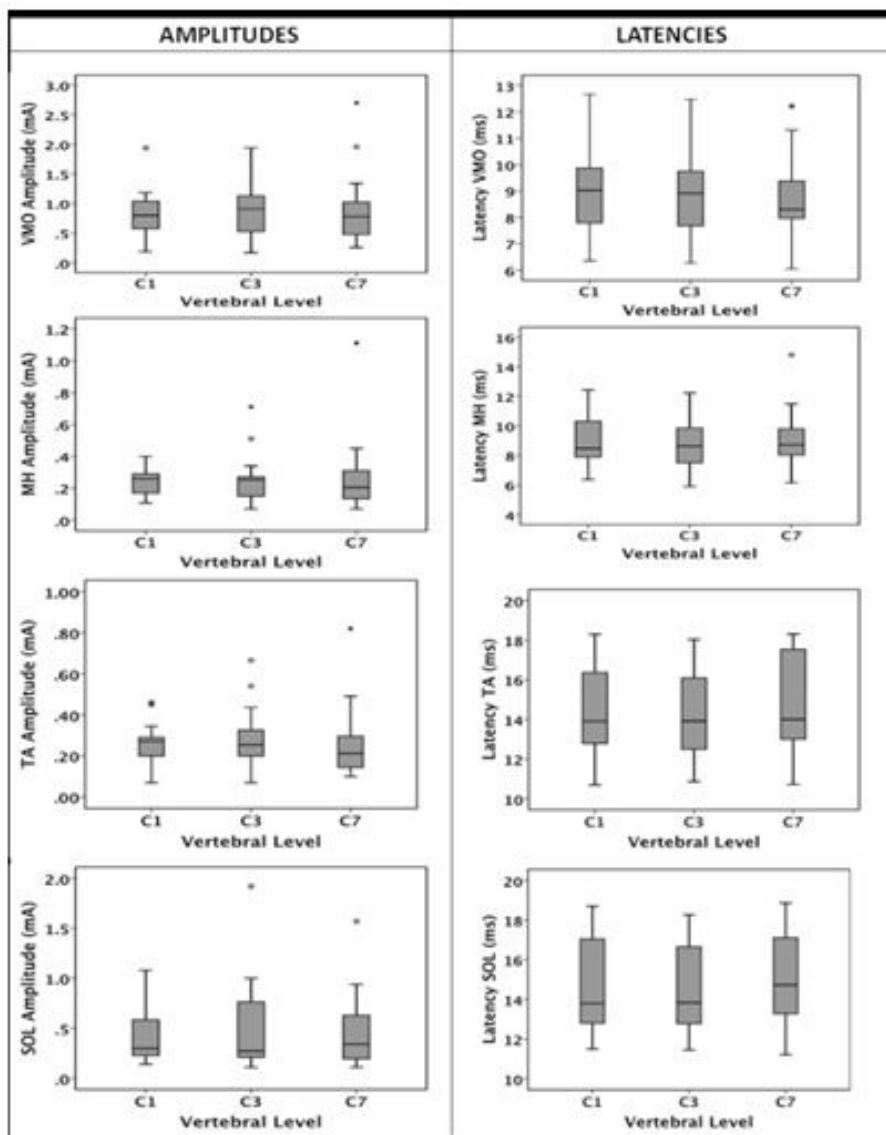 AMPLITUDES
LATENCIES
VMO Amplitude (mA)
3.0
2.5
2.0
1.5
1.0
.5
.0
C1 C3 C7
Vertebral Level
Latency VMO (ms)
13
12
11
10
9
8
7
6
C1 C3 C7
Vertebral Level
MH Amplitude (mA)
1.2
1.0
.8
.6
.4
.2
.0
C1 C3 C7
Vertebral Level
Latency MH (ms)
16
14
12
10
8
6
4
C1 C3 C7
Vertebral Level
TA Amplitude (mA)
1.00
.80
.60
.40
.20
.00
C1 C3 C7
Vertebral Level
Latency TA (ms)
20
18
16
14
12
10
C1 C3 C7
Vertebral Level
SOL Amplitude (mA)
2.0
1.5
1.0
.5
.0
C1 C3 C7
Vertebral Level
Latency SOL (ms)
20
18
16
14
12
10
C1 C3 C7
Vertebral Level